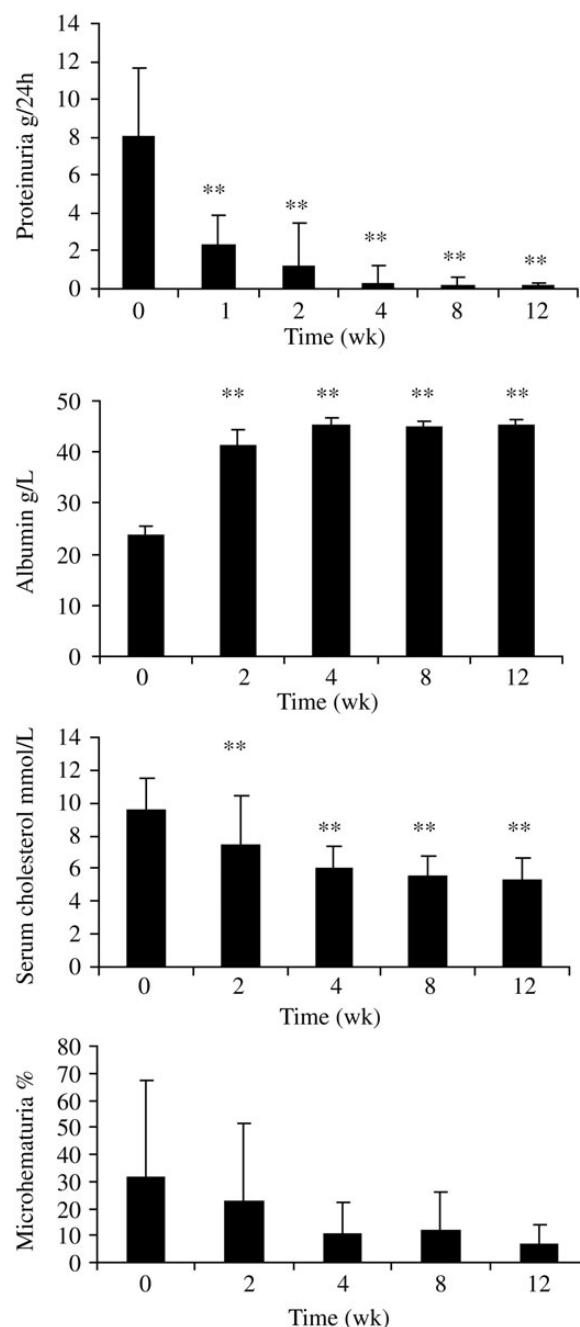 Proteinuria g/24h
14
12
10
8
6
4
2
0
** ** ** ** **
0 1 2 4 8 12
Time (wk)
Albumin g/L
50
40
30
20
10
0
** ** ** **
0 2 4 8 12
Time (wk)
Serum cholesterol mmol/L
14
12
10
8
6
4
2
0
** ** ** **
0 2 4 8 12
Time (wk)
Microhematuria %
80
70
60
50
40
30
20
10
0
0 2 4 8 12
Time (wk)